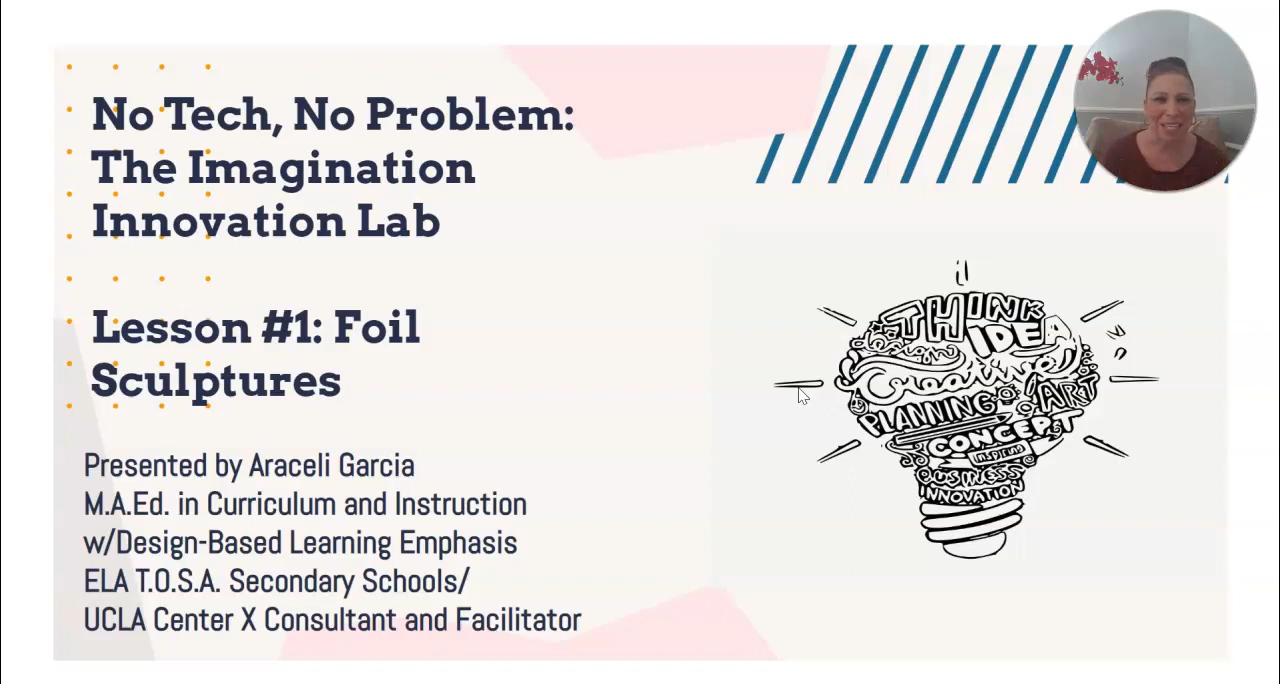 No Tech, No Problem:
The Imagination
Innovation Lab
Lesson #1: Foil
Sculptures
Presented by Araceli Garcia
M.A.Ed. in Curriculum and Instruction
w/Design-Based Learning Emphasis
ELA T.O.S.A. Secondary Schools/
UCLA Center X Consultant and Facilitator
THINK
IDEA
design
Creative
PLANNING
ART
CONCEPT
BUSINESS
INNOVATION